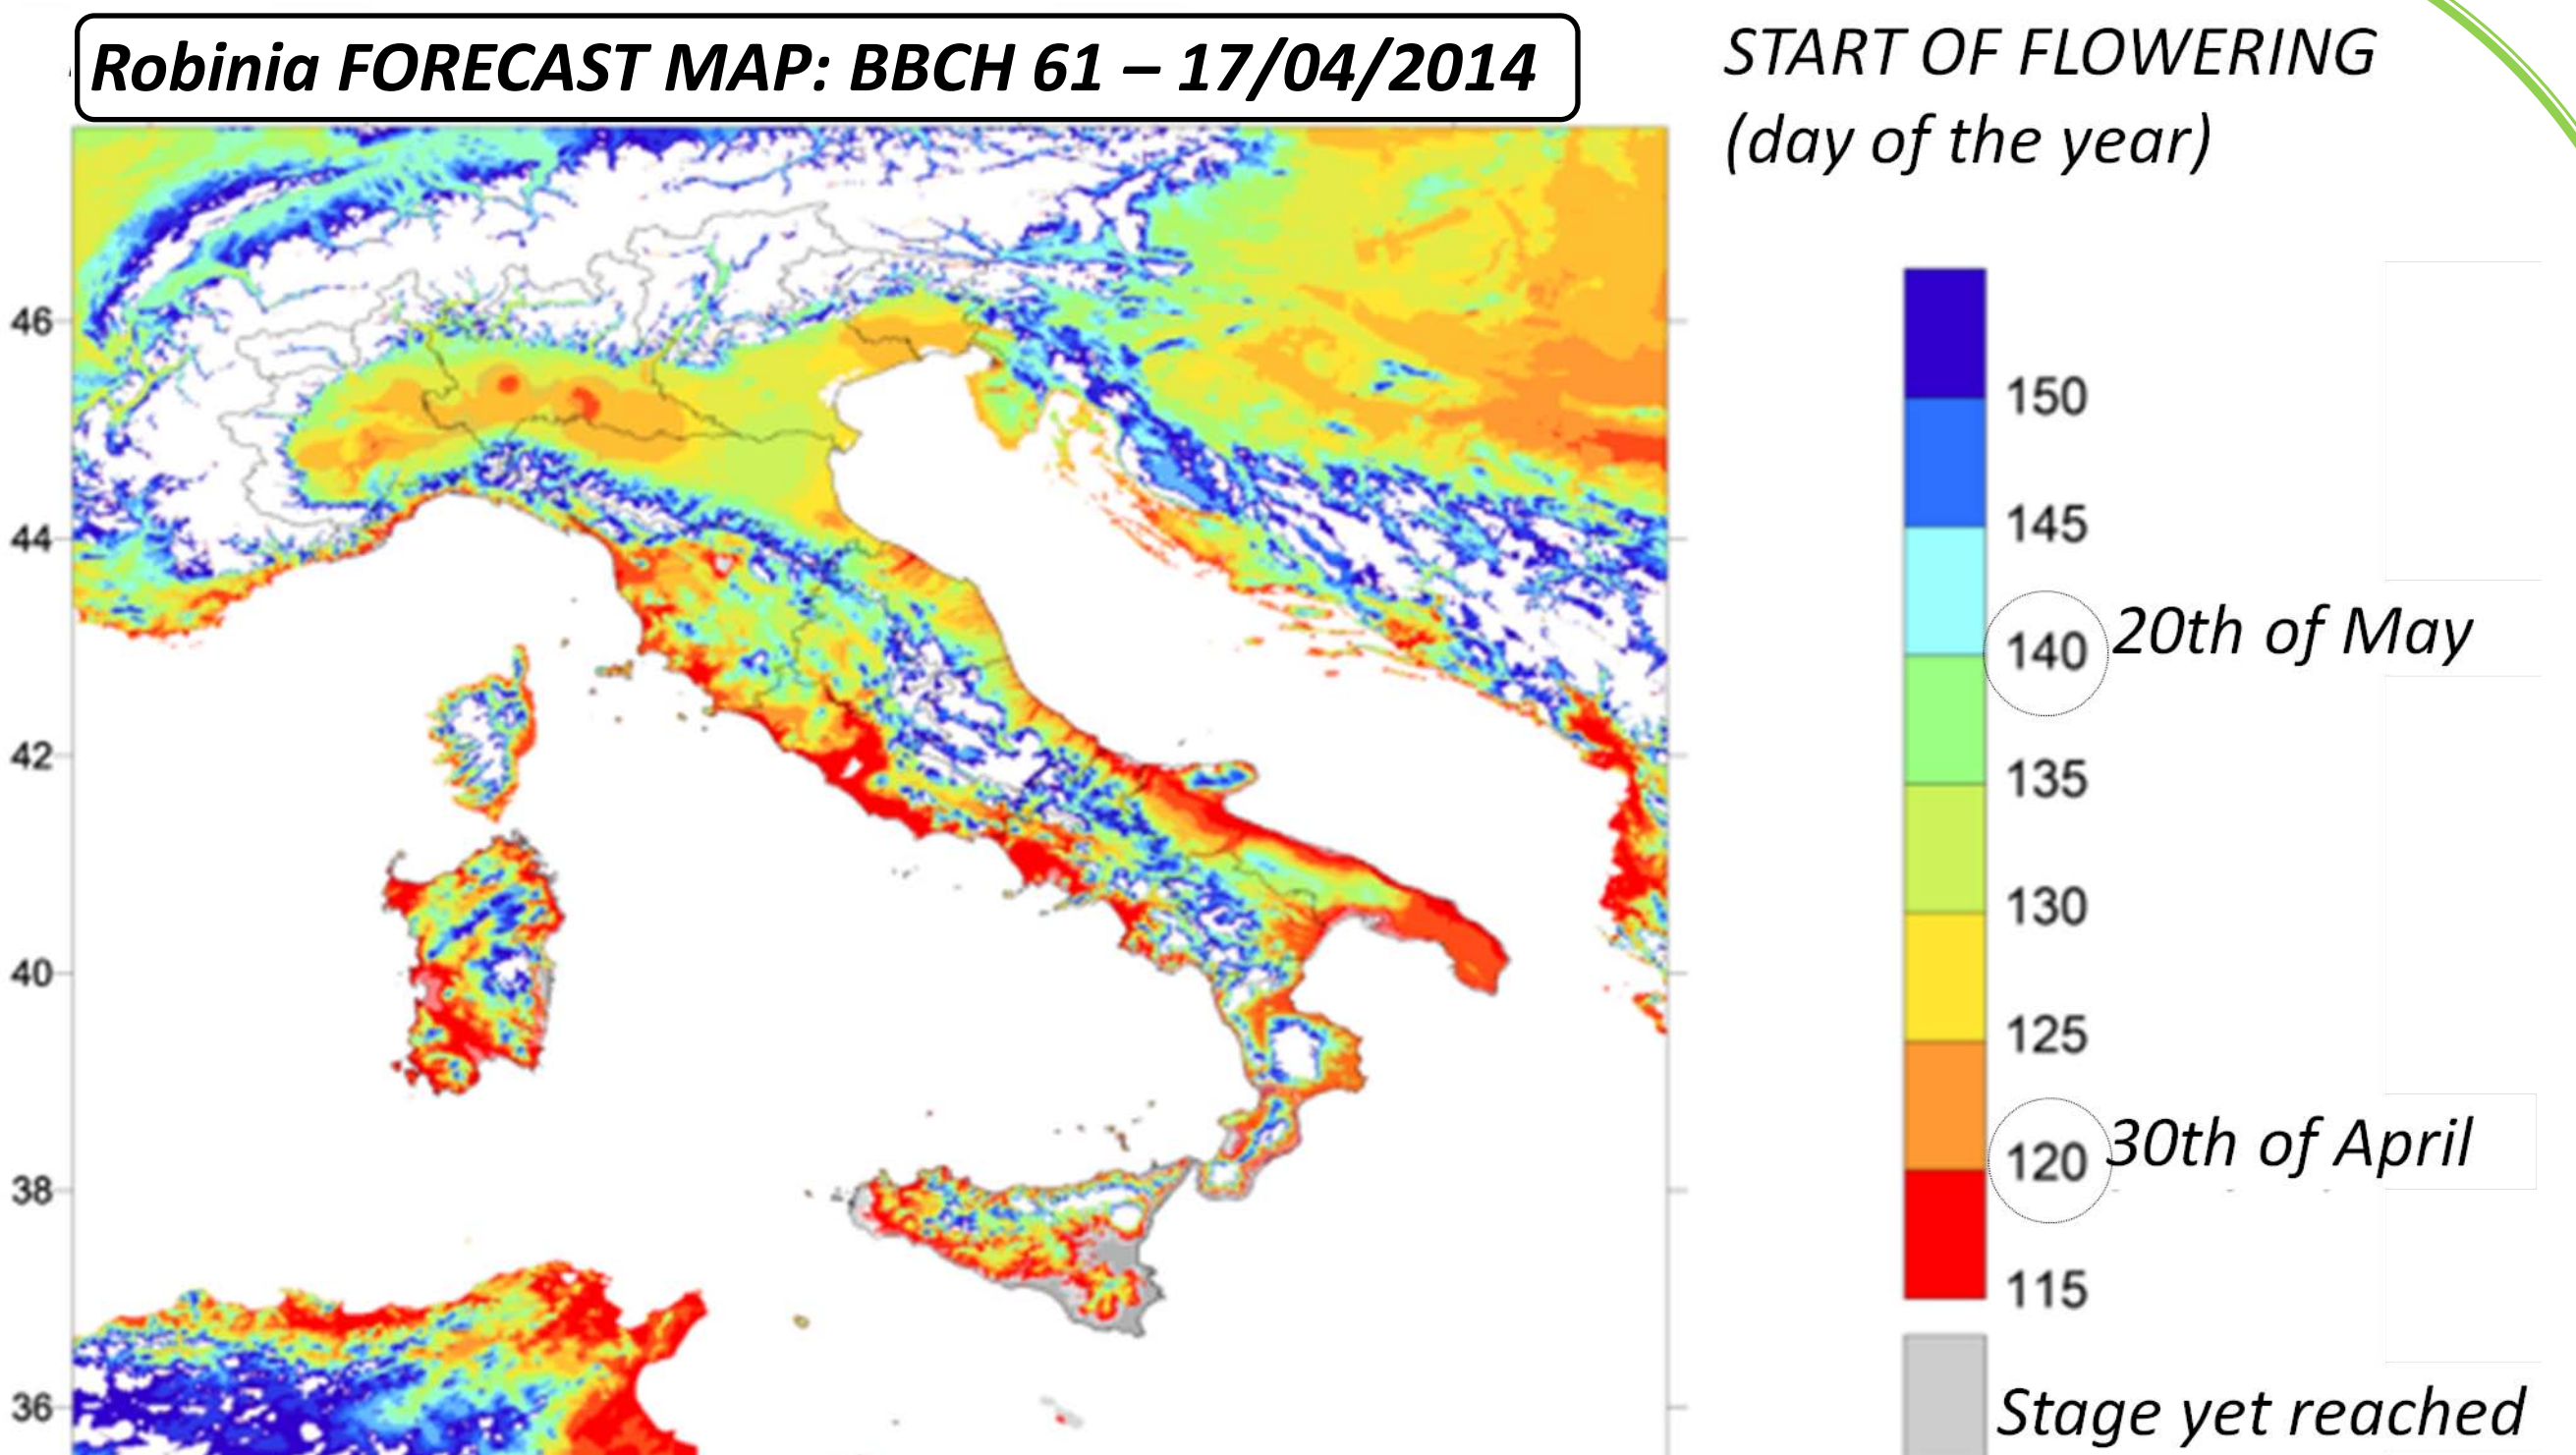 Robinia FORECAST MAP: BBCH 61 – 17/04/2014
START OF FLOWERING
(day of the year)
46
44
42
40
38
36
150
145
140 20th of May
135
130
125
120 30th of April
115
Stage yet reached